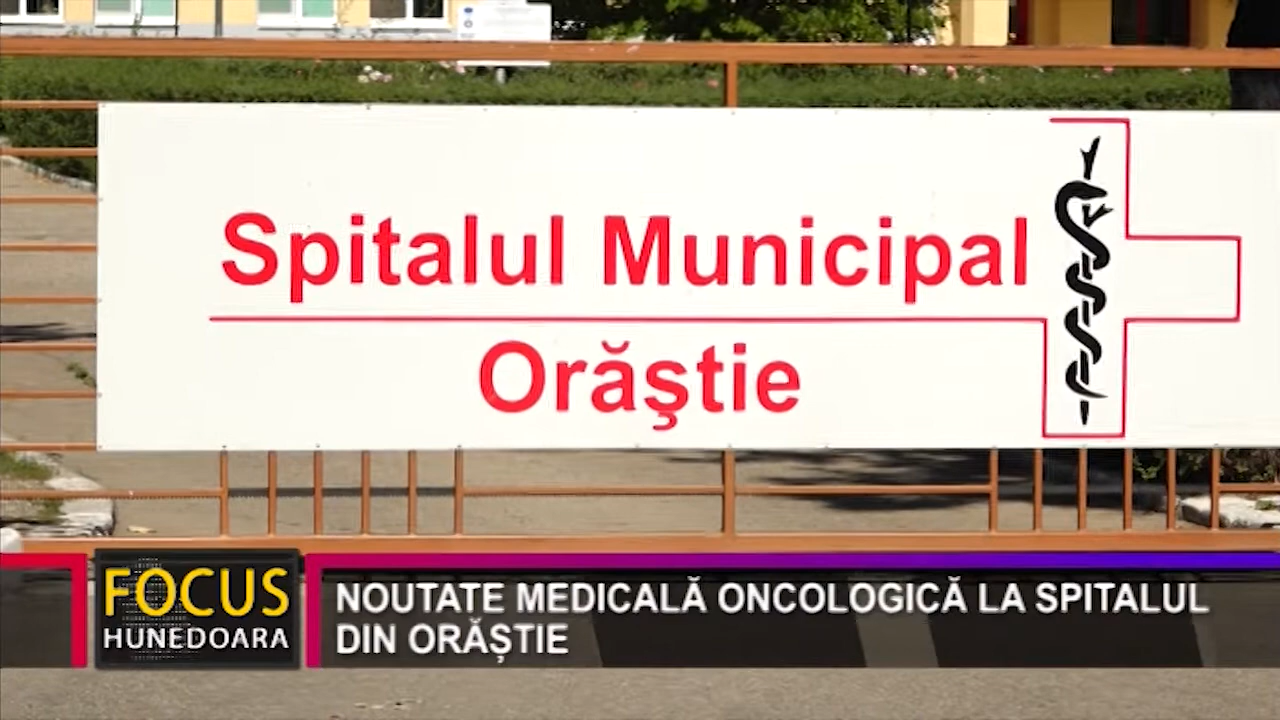 Spitalul Municipal
Orăştie
FOCUS
HUNEDOARA
NOUTATE MEDICALĂ ONCOLOGICĂ LA SPITALUL
DIN ORĂȘTIE